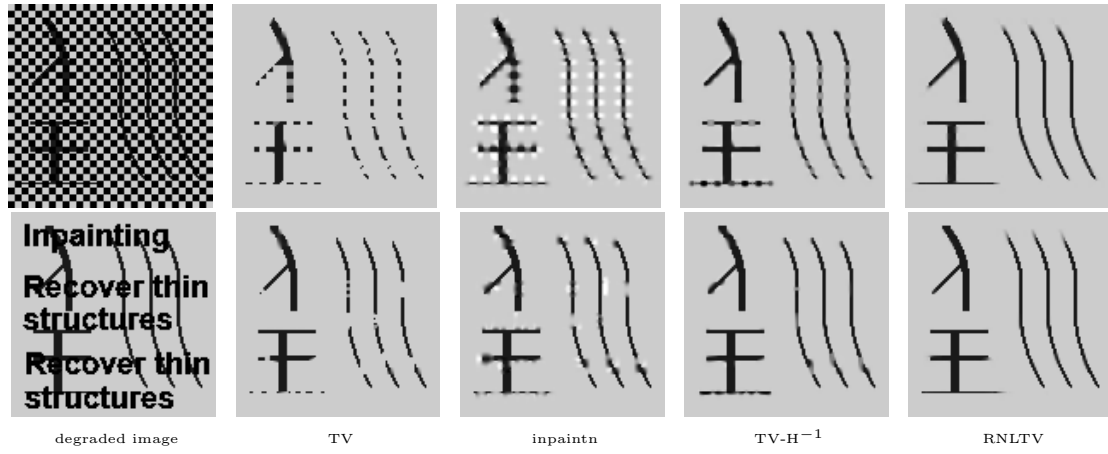 Inpainting
Recover thin
structures
Recover thin
structures
degraded image TV inpaintn TV-H−1 RNLTV